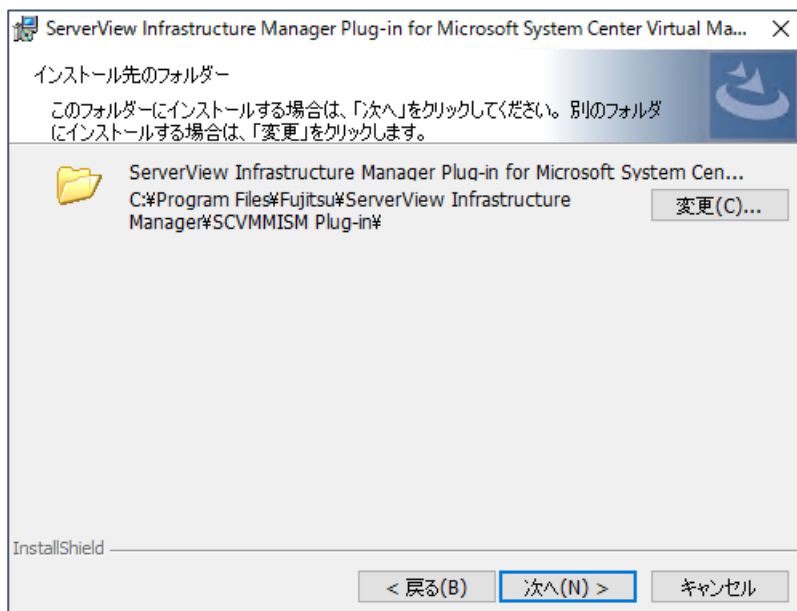 ServerView Infrastructure Manager Plug-in for Microsoft System Center Virtual Ma...
インストール先のフォルダー
このフォルダーにインストールする場合は、「次へ」をクリックしてください。別のフォルダ
にインストールする場合は、「変更」をクリックします。
ServerView Infrastructure Manager Plug-in for Microsoft System Cen...
C:¥Program Files¥Fujitsu¥ServerView Infrastructure
Manager¥SCVMMISM Plug-in¥
変更(C)...
InstallShield
< 戻る(B)
次へ(N) >
キャンセル